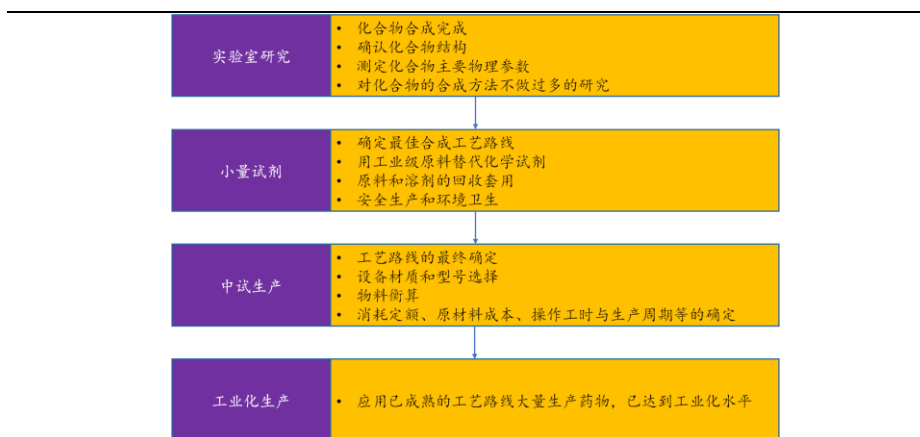 实验室研究
• 化合物合成完成
• 确认化合物结构
• 测定化合物主要物理参数
• 对化合物的合成方法不做过多的研究
小量试剂
• 确定最佳合成工艺路线
• 用工业级原料替代化学试剂
• 原料和溶剂的回收套用
• 安全生产和环境卫生
中试生产
• 工艺路线的最终确定
• 设备材质和型号选择
• 物料衡算
• 消耗定额、原材料成本、操作工时与生产周期等的确定
工业化生产
• 应用已成熟的工艺路线大量生产药物，已达到工业化水平